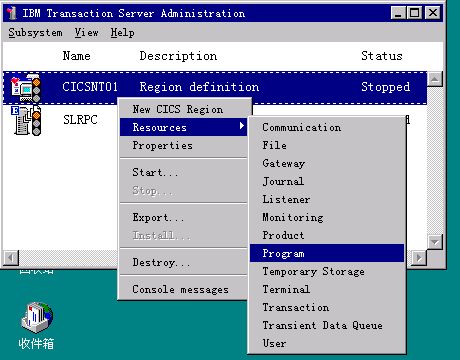 IBM Transaction Server Administration
Subsystem View Help
Name Description Status
CICSNT01 Region definition Stopped
SLRPC
New CICS Region
Resources
Properties
Start...
Stop...
Export...
Install...
Destroy...
Console messages
Communication
File
Gateway
Journal
Listener
Monitoring
Product
Program
Temporary Storage
Terminal
Transaction
Transient Data Queue
User
收件箱